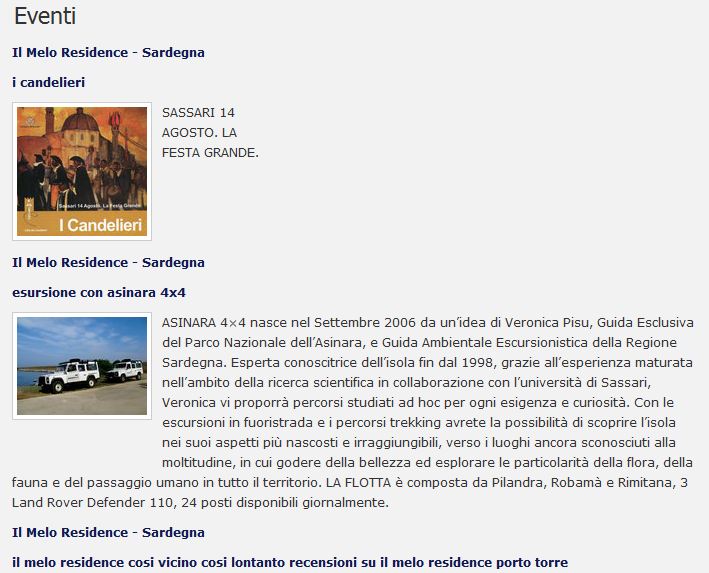 Eventi
Il Melo Residence - Sardegna
i candelieri
SASSARI 14
AGOSTO. LA
FESTA GRANDE.
Sassari 14 Agosto. La Festa Grande
I Candelieri
Il Melo Residence - Sardegna
esursione con asinara 4x4
ASINARA 4×4 nasce nel Settembre 2006 da un’idea di Veronica Pisu, Guida Esclusiva
del Parco Nazionale dell’Asinara, e Guida Ambientale Escursionistica della Regione
Sardegna. Esperta conoscitrice dell’isola fin dal 1998, grazie all’esperienza maturata
nell’ambito della ricerca scientifica in collaborazione con l’università di Sassari,
Veronica vi proporrà percorsi studiati ad hoc per ogni esigenza e curiosità. Con le
escursioni in fuoristrada e i percorsi trekking avrete la possibilità di scoprire l’isola
nei suoi aspetti più nascosti e irraggiungibili, verso i luoghi ancora sconosciuti alla
moltitudine, in cui godere della bellezza ed esplorare le particolarità della flora, della
fauna e del passaggio umano in tutto il territorio. LA FLOTTA è composta da Pilandra, Robamà e Rimitana, 3
Land Rover Defender 110, 24 posti disponibili giornalmente.
Il Melo Residence - Sardegna
il melo residence cosi vicino cosi lontanto recensioni su il melo residence porto torre